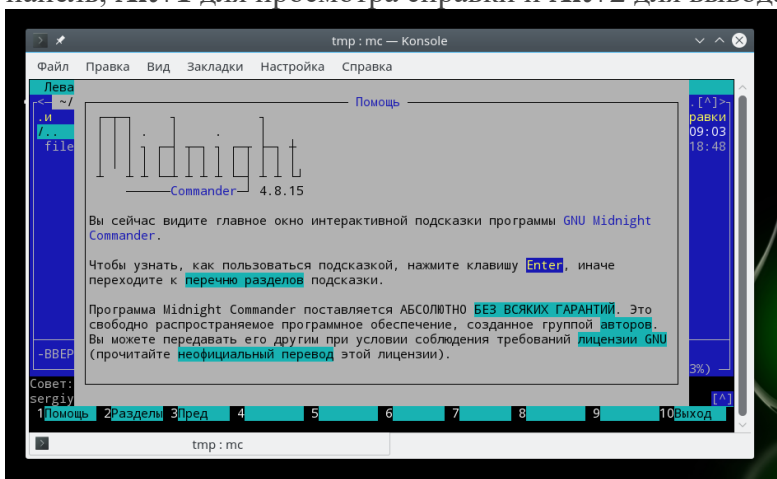 tmp : mc — Konsole
Файл Правка Вид Закладки Настройка Справка
Лева
<— ~/ Помощь .[^]>
.и равки
/.. 09:03
file 18:48
Midnight
Commander 4.8.15
Вы сейчас видите главное окно интерактивной подсказки программы GNU Midnight
Commander.
Чтобы узнать, как пользоваться подсказкой, нажмите клавишу Enter, иначе
переходите к перечню разделов подсказки.
Программа Midnight Commander поставляется АБСОЛЮТНО БЕЗ ВСЯКИХ ГАРАНТИЙ. Это
свободно распространяемое программное обеспечение, созданное группой авторов.
Вы можете передавать его другим при условии соблюдения требований лицензии GNU
(прочитайте неофициальный перевод этой лицензии).
-ВВЕР 3%)
Совет:
sergiy [^]
1Помощь 2Разделы 3Пред 4 5 6 7 8 9 10Выход
tmp : mc